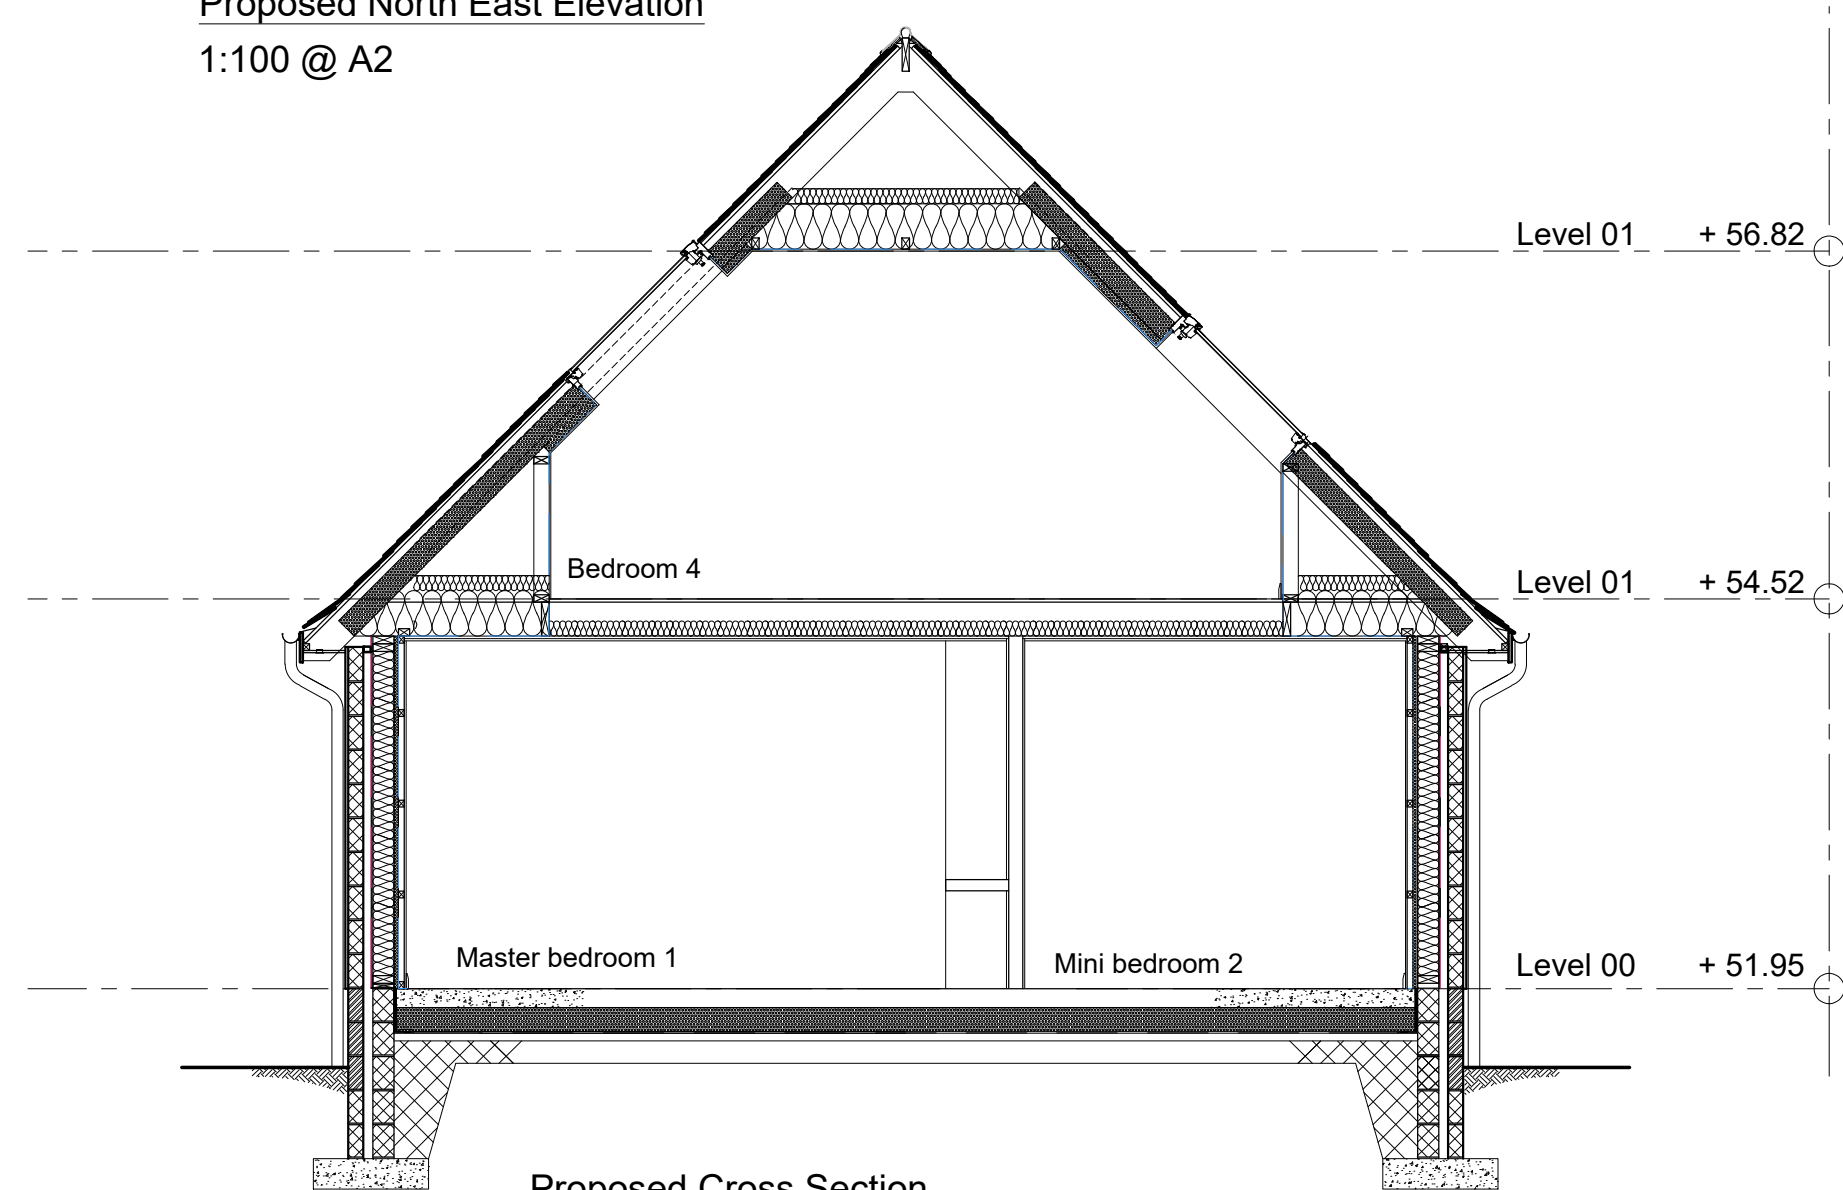 Proposed North East Elevation
1:100 @ A2
Level 01 + 56.82
Bedroom 4
Level 01 + 54.52
Master bedroom 1
Mini bedroom 2
Level 00 + 51.95
Proposed Cross Section